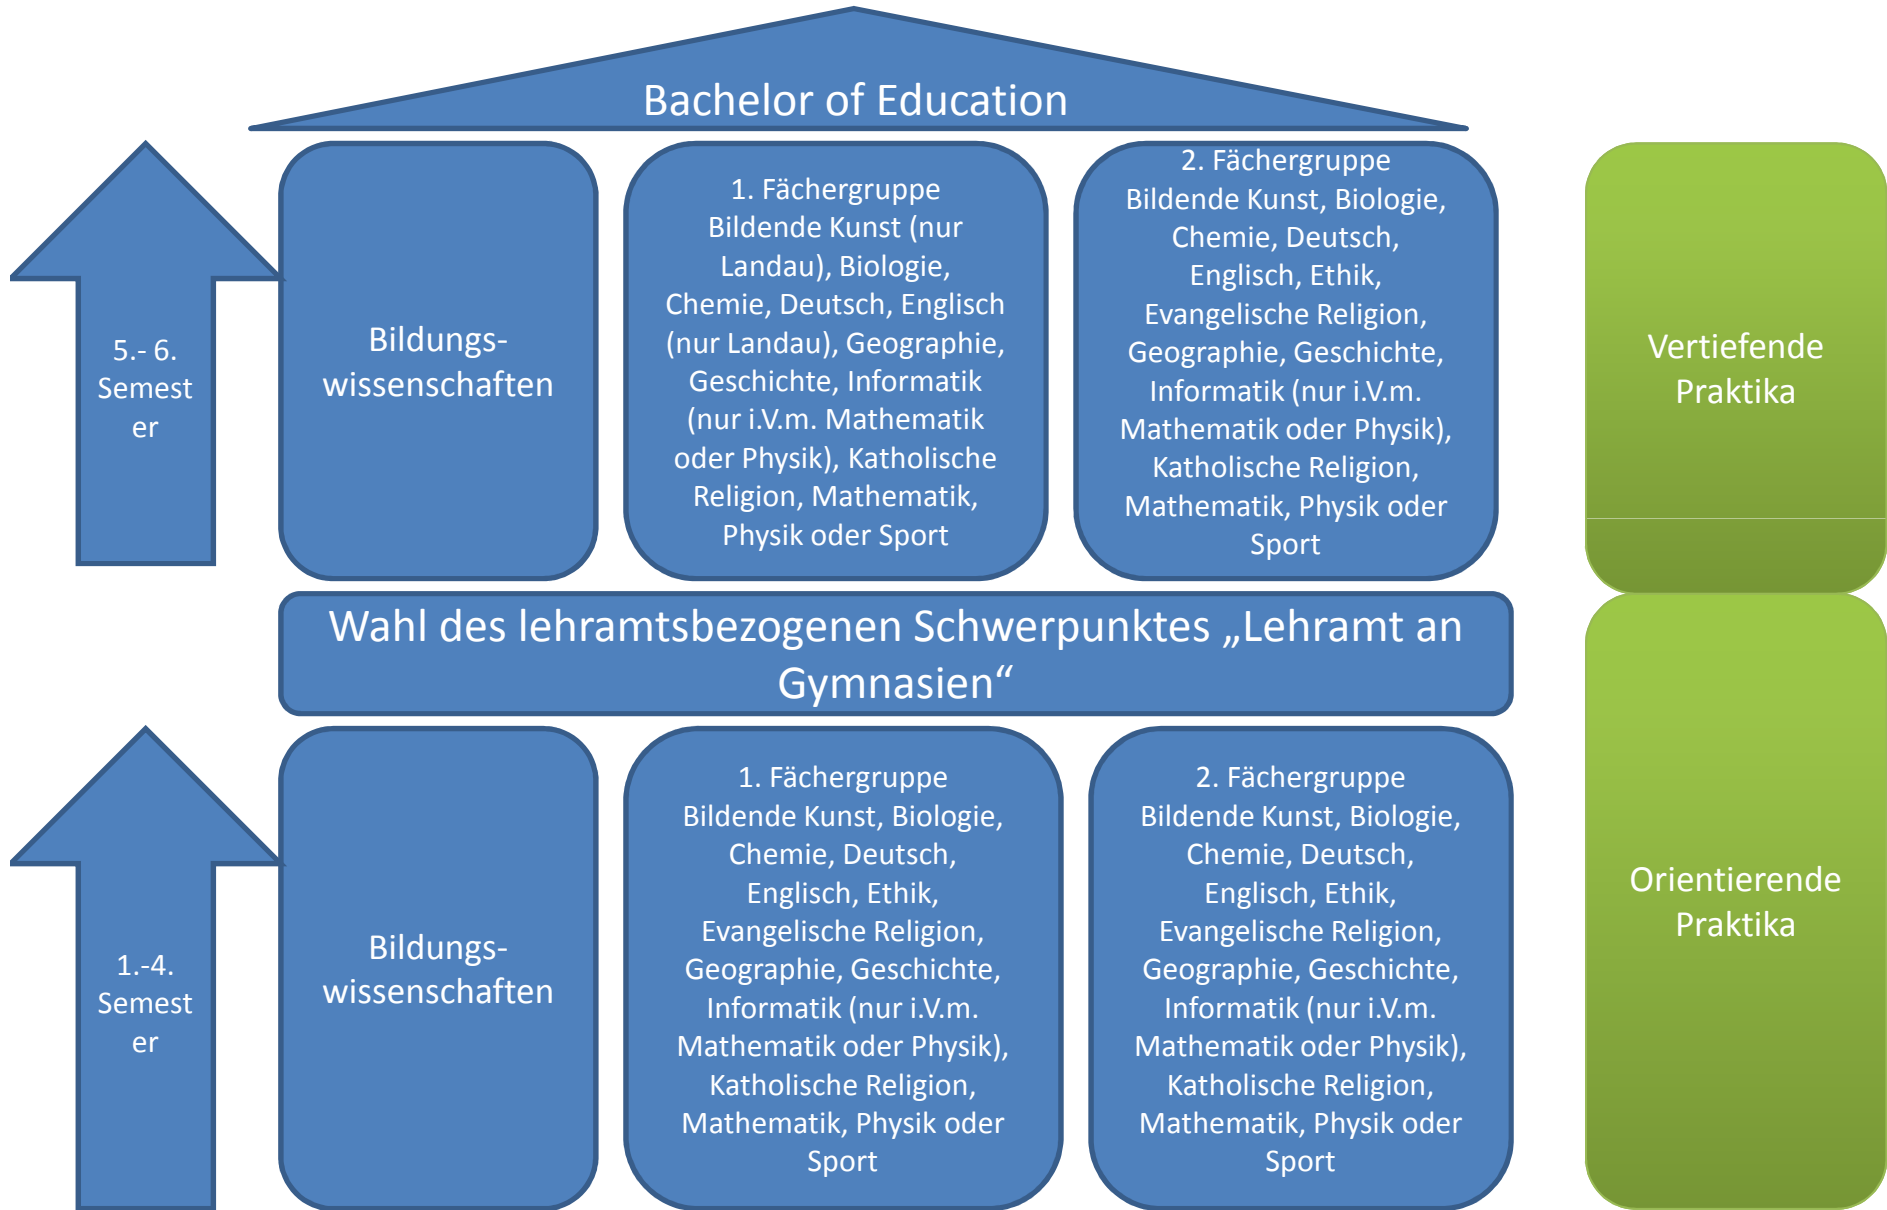 Bachelor of Education
5.- 6.
Semest
er
Bildungs-
wissenschaften
1. Fächergruppe
Bildende Kunst (nur
Landau), Biologie,
Chemie, Deutsch, Englisch
(nur Landau), Geographie,
Geschichte, Informatik
(nur i.V.m. Mathematik
oder Physik), Katholische
Religion, Mathematik,
Physik oder Sport
2. Fächergruppe
Bildende Kunst, Biologie,
Chemie, Deutsch,
Englisch, Ethik,
Evangelische Religion,
Geographie, Geschichte,
Informatik (nur i.V.m.
Mathematik oder Physik),
Katholische Religion,
Mathematik, Physik oder
Sport
Vertiefende
Praktika
Wahl des lehramtsbezogenen Schwerpunktes „Lehramt an
Gymnasien“
1.-4.
Semest
er
Bildungs-
wissenschaften
1. Fächergruppe
Bildende Kunst, Biologie,
Chemie, Deutsch,
Englisch, Ethik,
Evangelische Religion,
Geographie, Geschichte,
Informatik (nur i.V.m.
Mathematik oder Physik),
Katholische Religion,
Mathematik, Physik oder
Sport
2. Fächergruppe
Bildende Kunst, Biologie,
Chemie, Deutsch,
Englisch, Ethik,
Evangelische Religion,
Geographie, Geschichte,
Informatik (nur i.V.m.
Mathematik oder Physik),
Katholische Religion,
Mathematik, Physik oder
Sport
Orientierende
Praktika